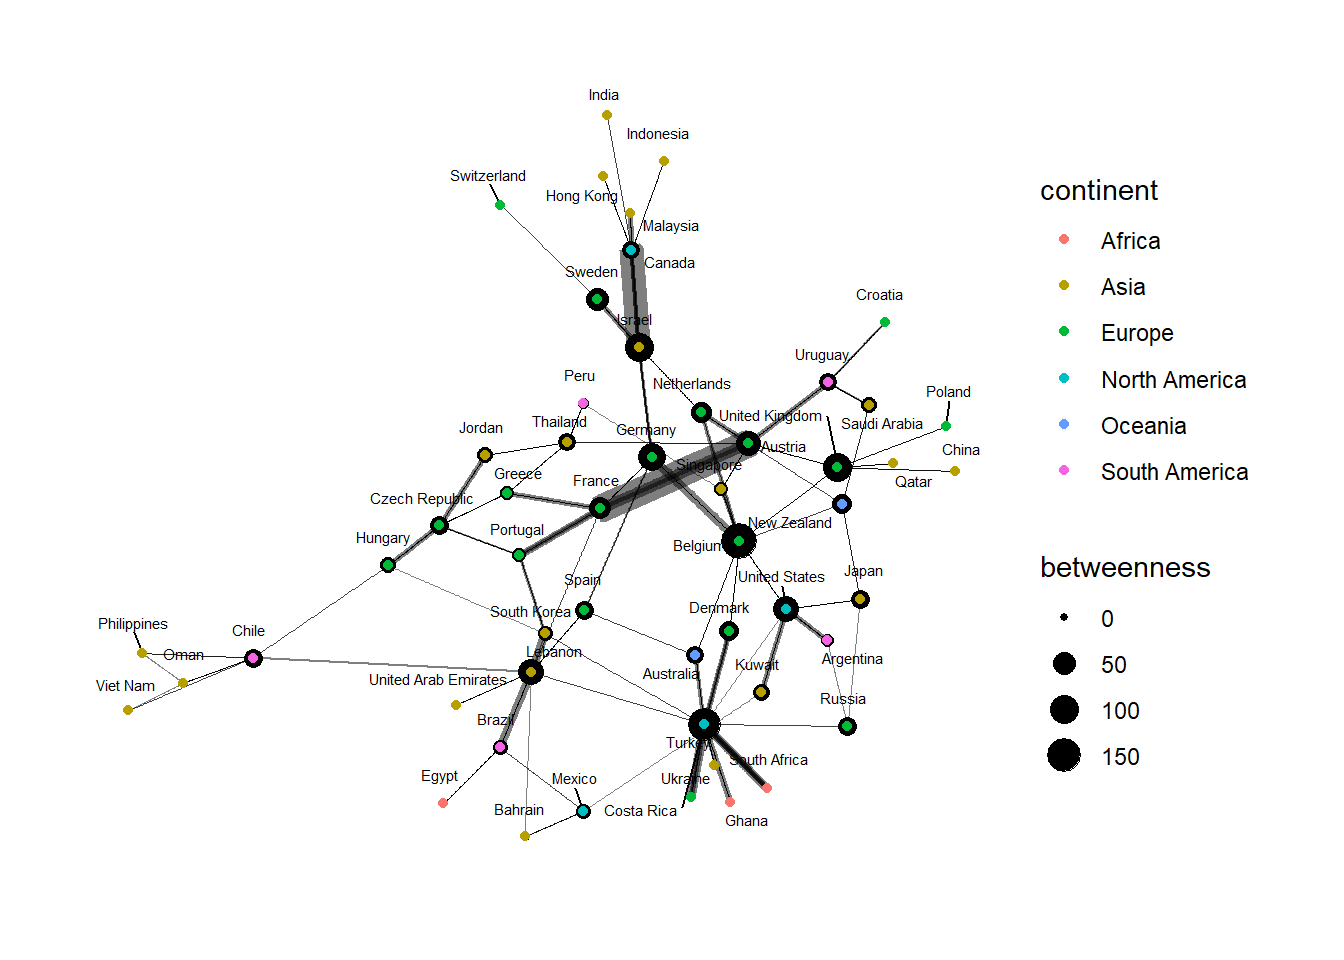 India
Indonesia
Switzerland
Hong Kong
Malaysia
Canada
Sweden
Israel
Croatia
Uruguay
Peru
Netherlands
Poland
United Kingdom
Saudi Arabia
Thailand
Jordan
Germany
Austria
China
Singapore
Greece
France
Qatar
Czech Republic
New Zealand
Portugal
Hungary
Belgium
Spain
United States
Japan
Denmark
South Korea
Philippines
Chile
Lebanon
Oman
Argentina
Kuwait
Australia
United Arab Emirates
Viet Nam
Russia
Brazil
Turkey
South Africa
Egypt
Mexico
Ukraine
Bahrain
Costa Rica
Ghana
continent
Africa
Asia
Europe
North America
Oceania
South America
betweenness
0
50
100
150